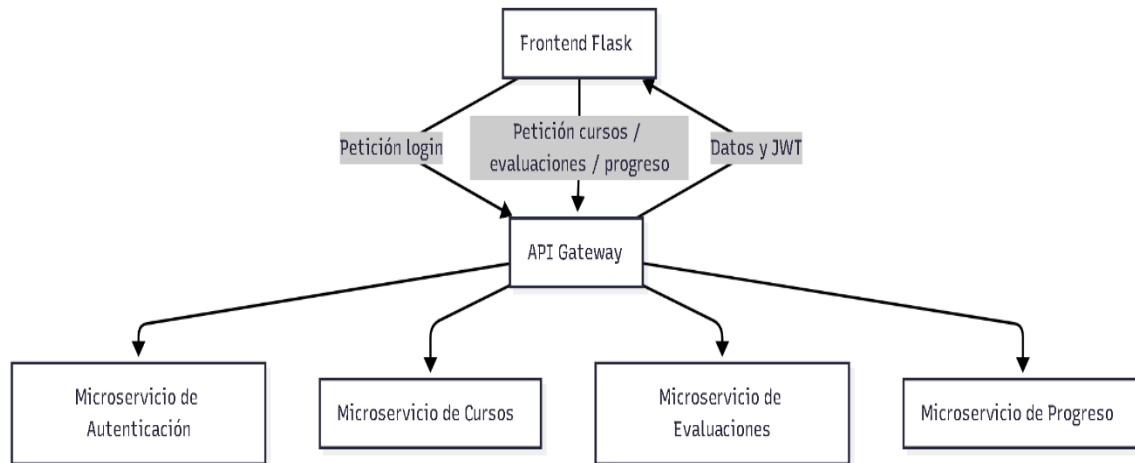 Frontend Flask
Petición login
Petición cursos /
evaluaciones / progreso
Datos y JWT
API Gateway
Microservicio de
Autenticación
Microservicio de Cursos
Microservicio de
Evaluaciones
Microservicio de Progreso